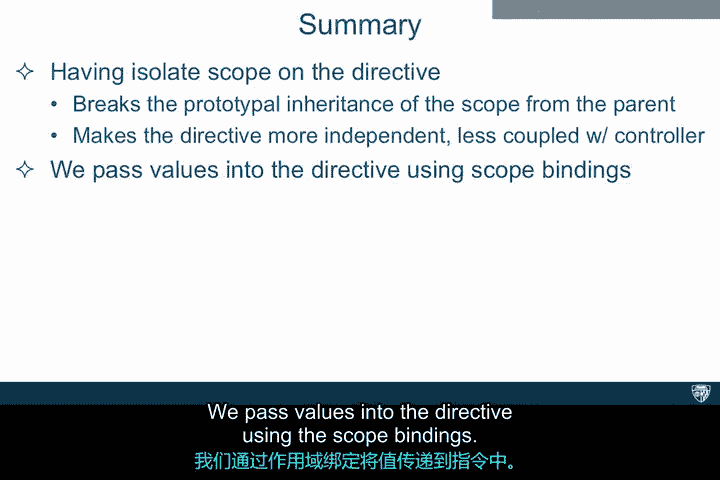 Summary
Having isolate scope on the directive
• Breaks the prototypal inheritance of the scope from the parent
• Makes the directive more independent, less coupled w/ controller
We pass values into the directive using scope bindings
We pass values into the directive
using the scope bindings.
我们通过作用域绑定将值传递到指令中。